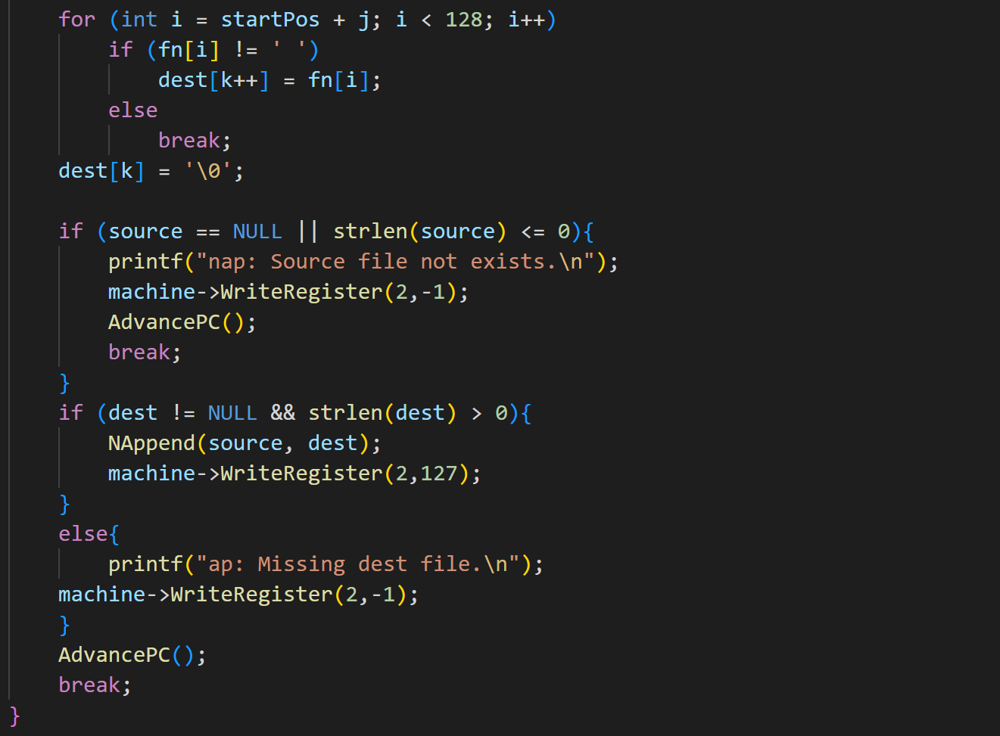 for (int i = startPos + j; i < 128; i++)
if (fn[i] != ' ')
dest[k++] = fn[i];
else
break;
dest[k] = '\0';
if (source == NULL || strlen(source) <= 0){
printf("nap: Source file not exists.\n");
machine->WriteRegister(2,-1);
AdvancePC();
break;
}
if (dest != NULL && strlen(dest) > 0){
NAppend(source, dest);
machine->WriteRegister(2,127);
}
else{
printf("ap: Missing dest file.\n");
machine->WriteRegister(2,-1);
}
AdvancePC();
break;
}